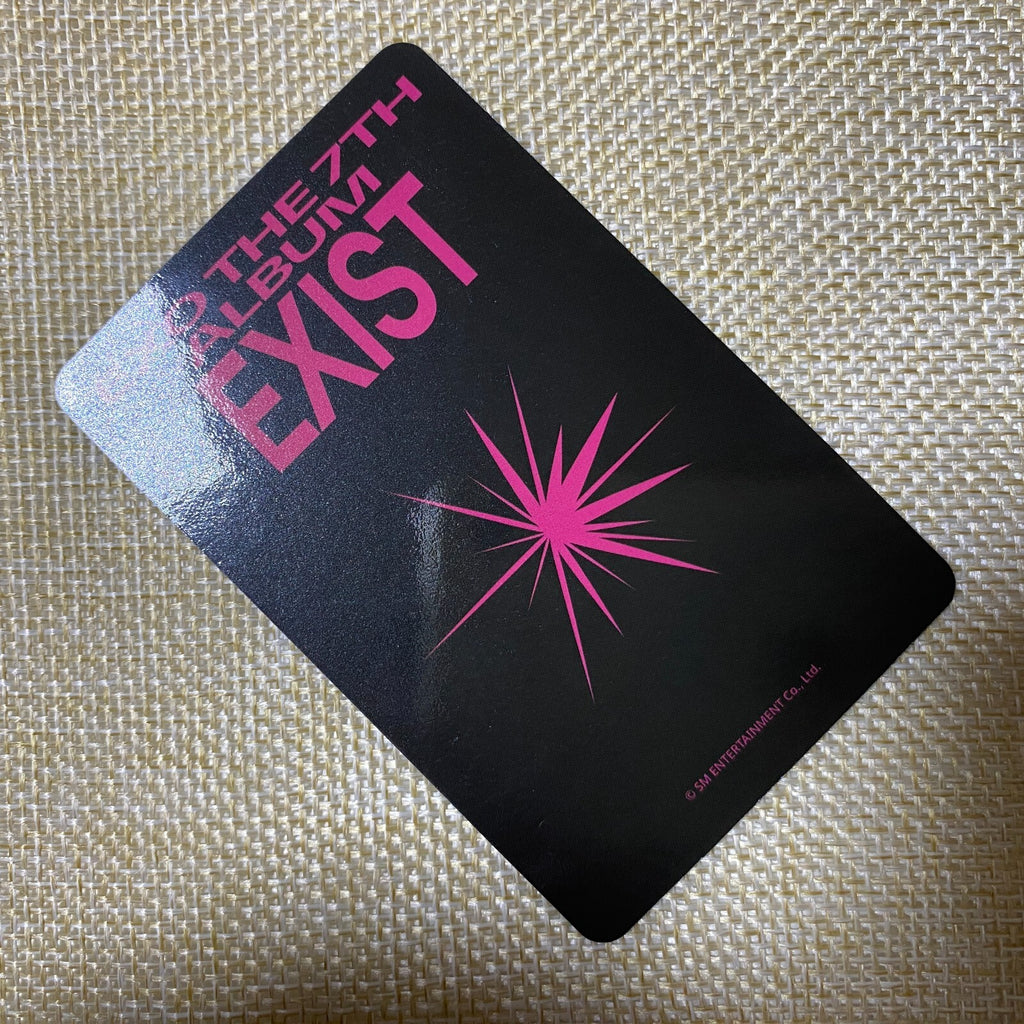 THE 7TH
ALBUM
EXIST
© SM ENTERTAINMENT Co., Ltd.